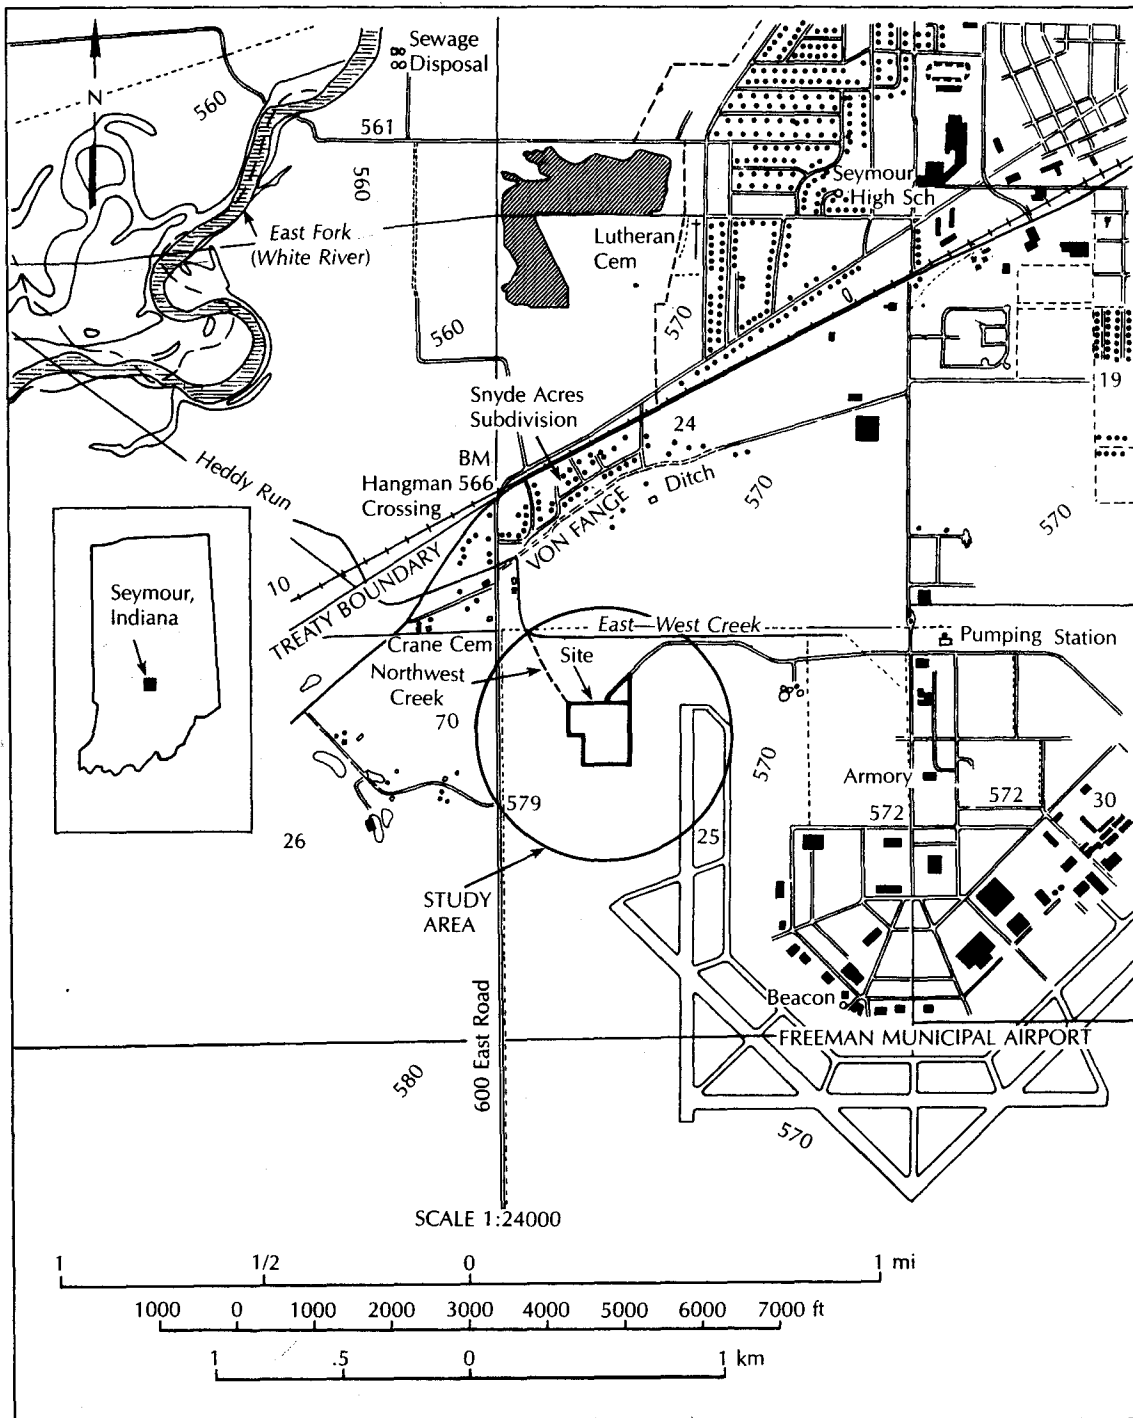 Sewage
Disposal
N
560
561
560
Seymour
High Sch
East Fork
(White River)
Lutheran
Cem
560
570
19
Snyde Acres
Subdivision
24
BM
Hangman 566
Crossing
Heddy Run
Ditch
VON FANGE
570
570
10
TREATY BOUNDARY
Seymour,
Indiana
East—West Creek
Pumping Station
Crane Cem
Northwest
Creek
Site
70
570
Armory
579
572
572
30
26
25
STUDY
AREA
Beacon
600 East Road
FREEMAN MUNICIPAL AIRPORT
580
570
SCALE 1:24000
1 1/2 0 1 mi
1000 0 1000 2000 3000 4000 5000 6000 7000 ft
1 .5 0 1 km